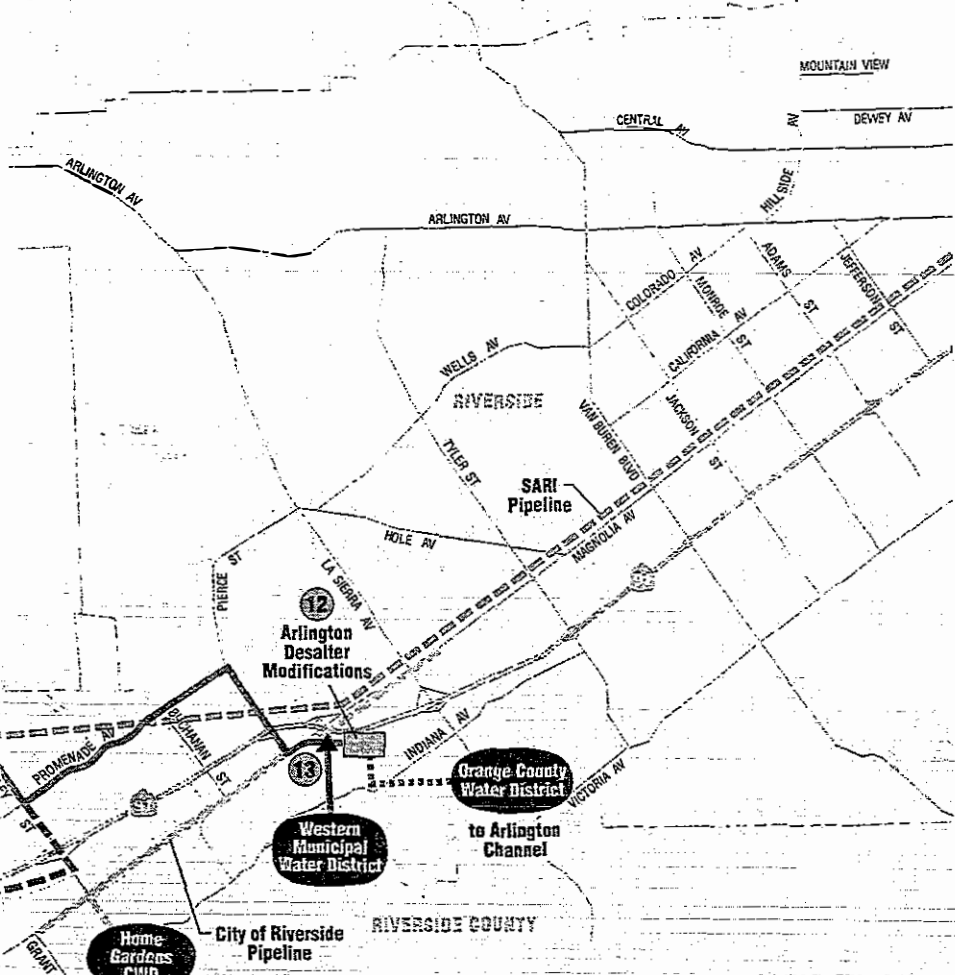 MOUNTAIN VIEW
CENTRAL AV
AV
DEWEY AV
ARLINGTON AV
HILLSIDE
ARLINGTON AV
COLORADO AV
MONROE ST
ADAMS ST
JEFFERSON ST
CALIFORNIA AV
WELLS AV
RIVERSIDE
VAN BUREN BLVD
JACKSON ST
TYLER ST
SARI
Pipeline
MAGNOLIA AV
HOLE AV
PIERCE ST
LA SIERRA AV
12
Arlington
Desalter
Modifications
BUCHANAN ST
PROMENADE
INDIANA AV
13
Orange County
Water District
VICTORIA AV
ST
91
Western
Municipal
Water District
to Arlington
Channel
RIVERSIDE COUNTY
City of Riverside
Pipeline
Home
Gardens
CWD
GRANT